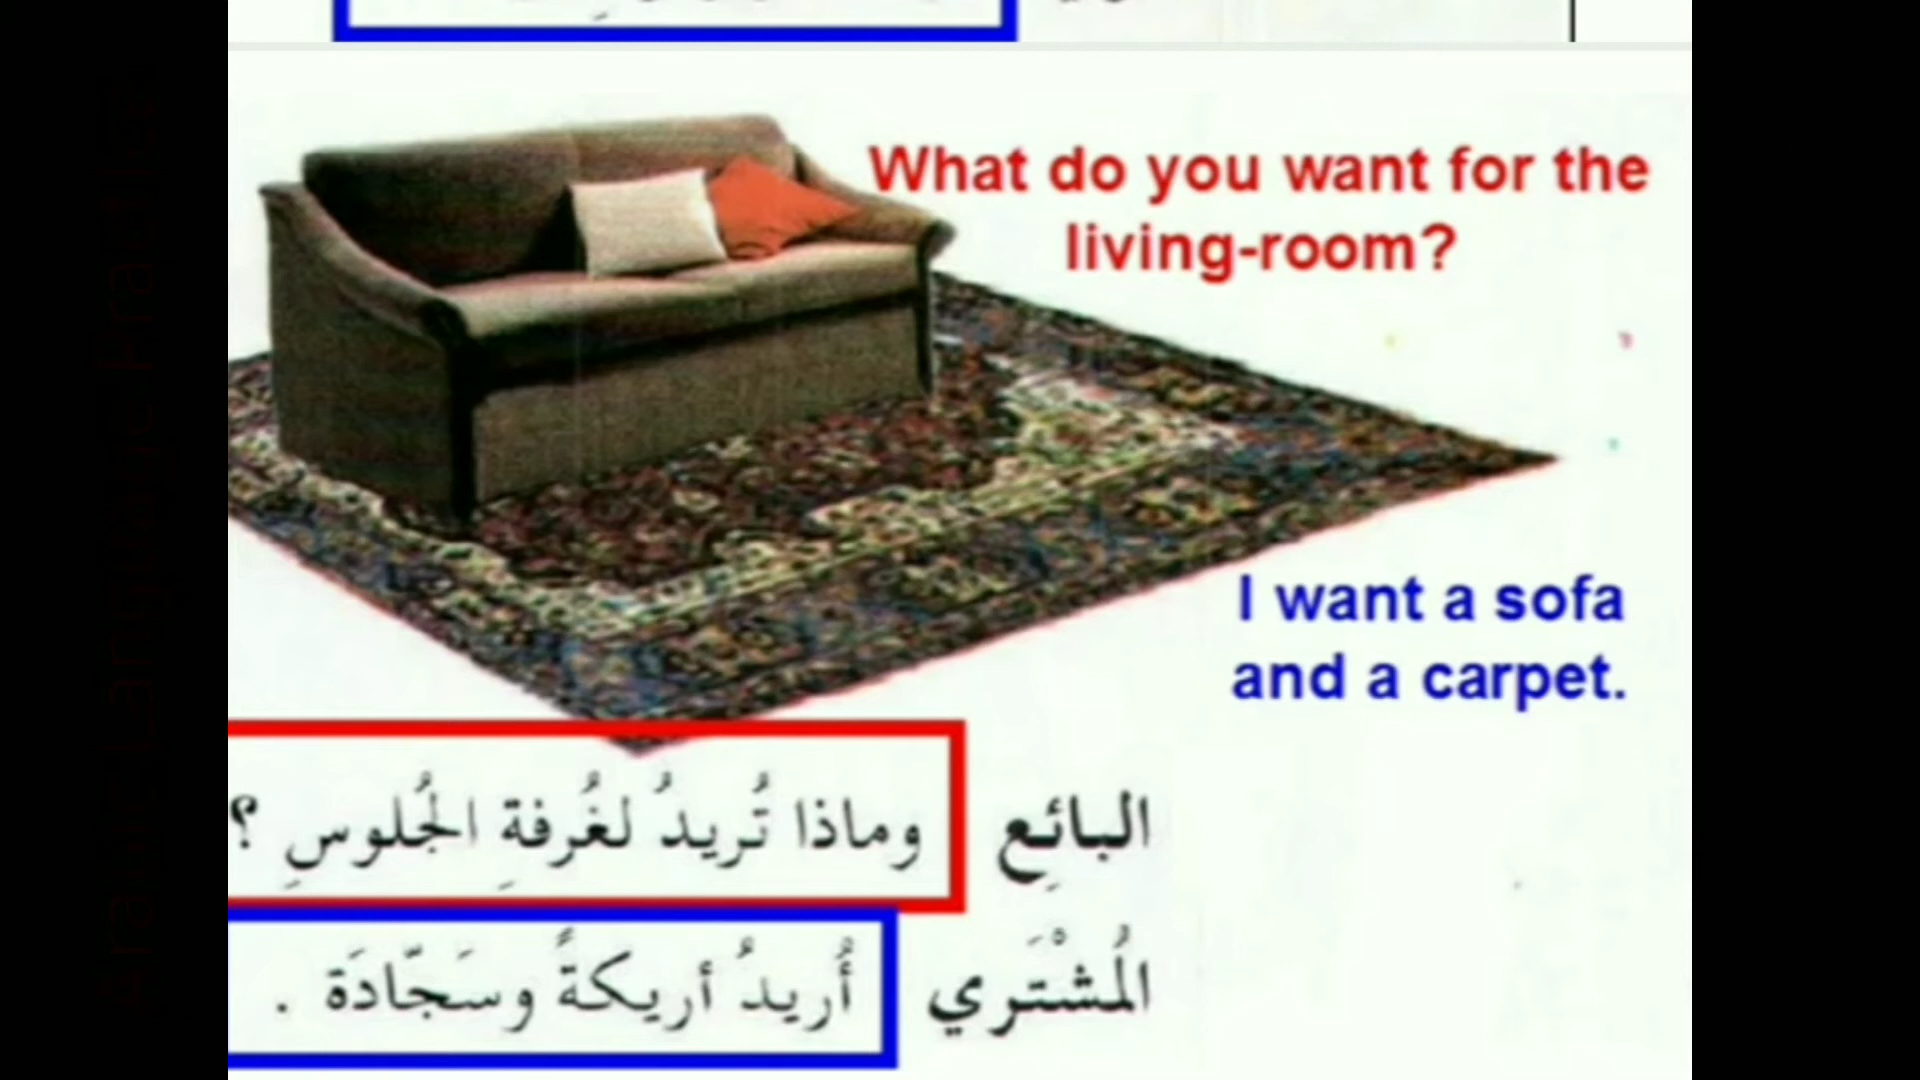 What do you want for the
living-room?
I want a sofa
and a carpet.
البائِع وماذا تُريدُ لغُرفةِ الجُلوسِ ؟
المُشْتَري أُريدُ أريكةً وسَجّادَة .